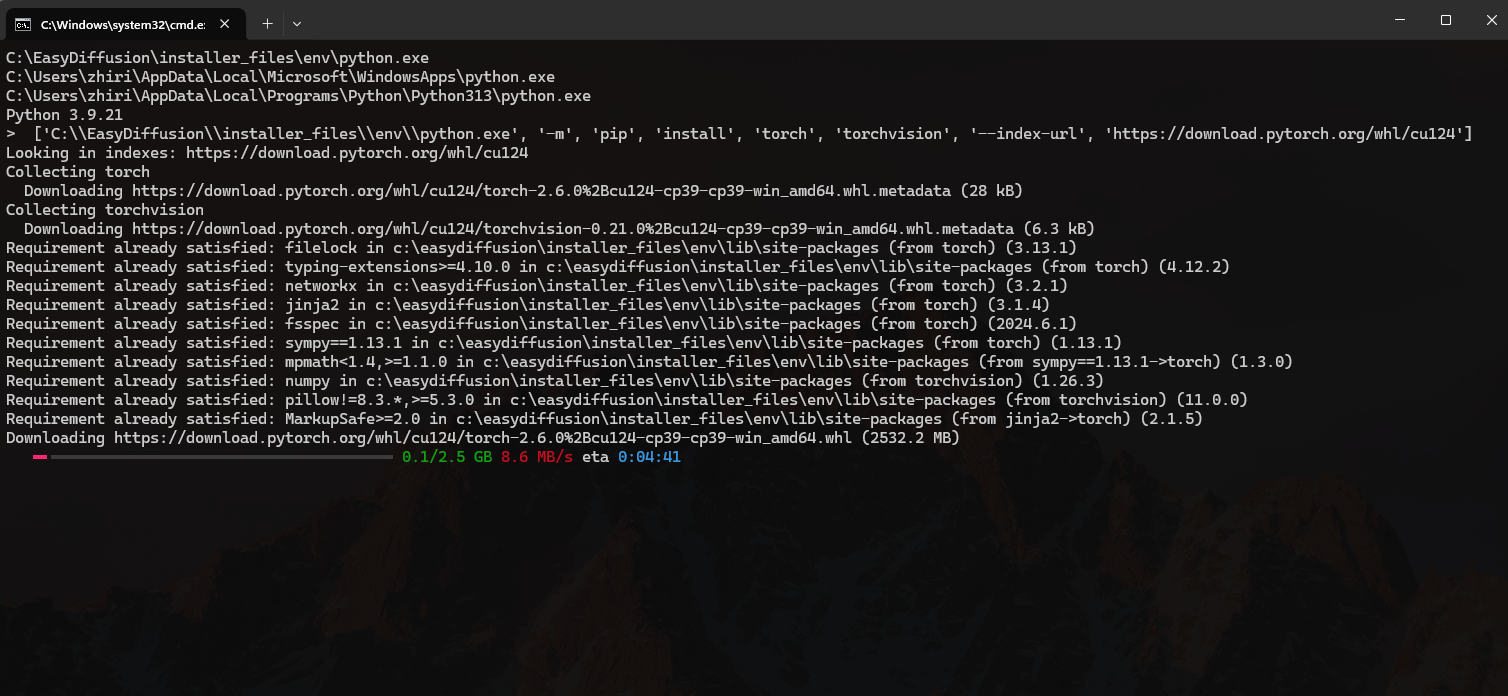 C:\Windows\system32\cmd.e:
C:\EasyDiffusion\installer_files\env\python.exe
C:\Users\zhiri\AppData\Local\Microsoft\WindowsApps\python.exe
C:\Users\zhiri\AppData\Local\Programs\Python\Python313\python.exe
Python 3.9.21
>  ['C:\\EasyDiffusion\\installer_files\\env\\python.exe', '-m', 'pip', 'install', 'torch', 'torchvision', '--index-url', 'https://download.pytorch.org/whl/cu124']
Looking in indexes: https://download.pytorch.org/whl/cu124
Collecting torch
  Downloading https://download.pytorch.org/whl/cu124/torch-2.6.0%2Bcu124-cp39-cp39-win_amd64.whl.metadata (28 kB)
Collecting torchvision
  Downloading https://download.pytorch.org/whl/cu124/torchvision-0.21.0%2Bcu124-cp39-cp39-win_amd64.whl.metadata (6.3 kB)
Requirement already satisfied: filelock in c:\easydiffusion\installer_files\env\lib\site-packages (from torch) (3.13.1)
Requirement already satisfied: typing-extensions>=4.10.0 in c:\easydiffusion\installer_files\env\lib\site-packages (from torch) (4.12.2)
Requirement already satisfied: networkx in c:\easydiffusion\installer_files\env\lib\site-packages (from torch) (3.2.1)
Requirement already satisfied: jinja2 in c:\easydiffusion\installer_files\env\lib\site-packages (from torch) (3.1.4)
Requirement already satisfied: fsspec in c:\easydiffusion\installer_files\env\lib\site-packages (from torch) (2024.6.1)
Requirement already satisfied: sympy==1.13.1 in c:\easydiffusion\installer_files\env\lib\site-packages (from torch) (1.13.1)
Requirement already satisfied: mpmath<1.4,>=1.1.0 in c:\easydiffusion\installer_files\env\lib\site-packages (from sympy==1.13.1->torch) (1.3.0)
Requirement already satisfied: numpy in c:\easydiffusion\installer_files\env\lib\site-packages (from torchvision) (1.26.3)
Requirement already satisfied: pillow!=8.3.*,>=5.3.0 in c:\easydiffusion\installer_files\env\lib\site-packages (from torchvision) (11.0.0)
Requirement already satisfied: MarkupSafe>=2.0 in c:\easydiffusion\installer_files\env\lib\site-packages (from jinja2->torch) (2.1.5)
Downloading https://download.pytorch.org/whl/cu124/torch-2.6.0%2Bcu124-cp39-cp39-win_amd64.whl (2532.2 MB)
0.1/2.5 GB 8.6 MB/s eta 0:04:41